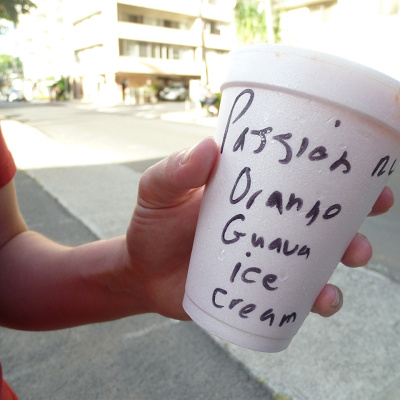 Passion
Orange
Guava
ice
cream